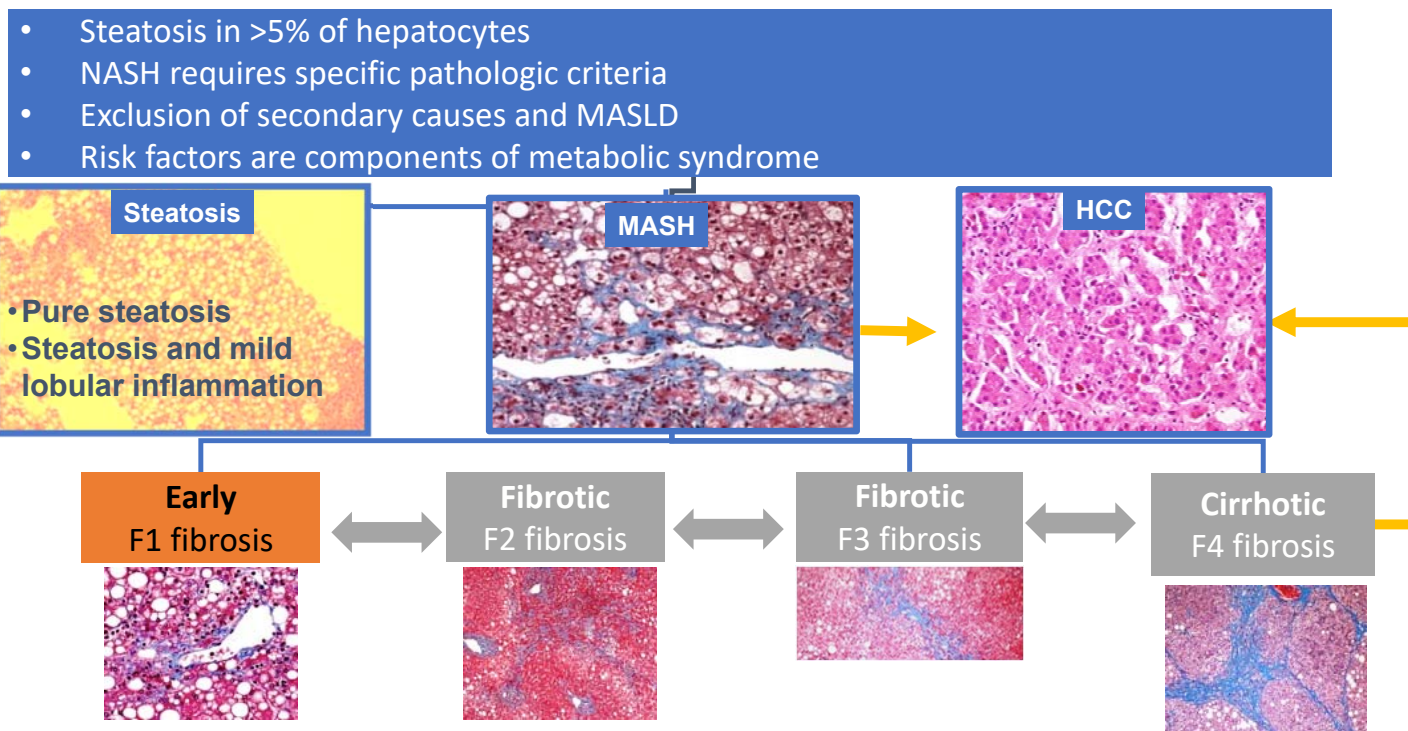 • Steatosis in >5% of hepatocytes
• NASH requires specific pathologic criteria
• Exclusion of secondary causes and MASLD
• Risk factors are components of metabolic syndrome
Steatosis
MASH
HCC
• Pure steatosis
• Steatosis and mild
lobular inflammation
Early
F1 fibrosis
Fibrotic
F2 fibrosis
Fibrotic
F3 fibrosis
Cirrhotic
F4 fibrosis